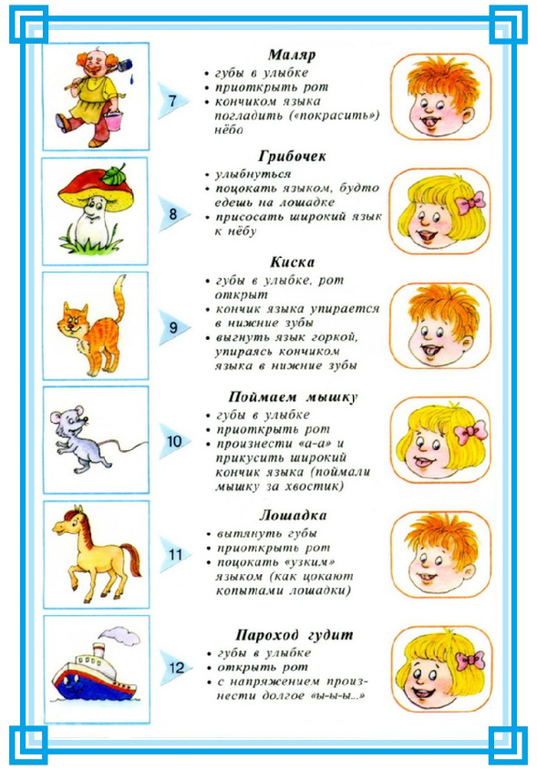 Маляр
• губы в улыбке
• приоткрыть рот
7
• кончиком языка
погладить («покрасить»)
нёбо
Грибочек
• улыбнуться
• поцокать языком, будто
едешь на лошадке
8
• присосать широкий язык
к нёбу
Киска
• губы в улыбке, рот
открыт
• кончик языка упирается
9
в нижние зубы
• выгнуть язык горкой,
упираясь кончиком
языка в нижние зубы
Поймаем мышку
• губы в улыбке
• приоткрыть рот
10
• произнести «а-а» и
прикусить широкий
кончик языка (поймали
мышку за хвостик)
Лошадка
• вытянуть губы
• приоткрыть рот
11
• поцокать «узким»
языком (как цокают
копытами лошадки)
Пароход гудит
• губы в улыбке
12
• открыть рот
• с напряжением произ-
нести долгое «ы-ы-ы...»